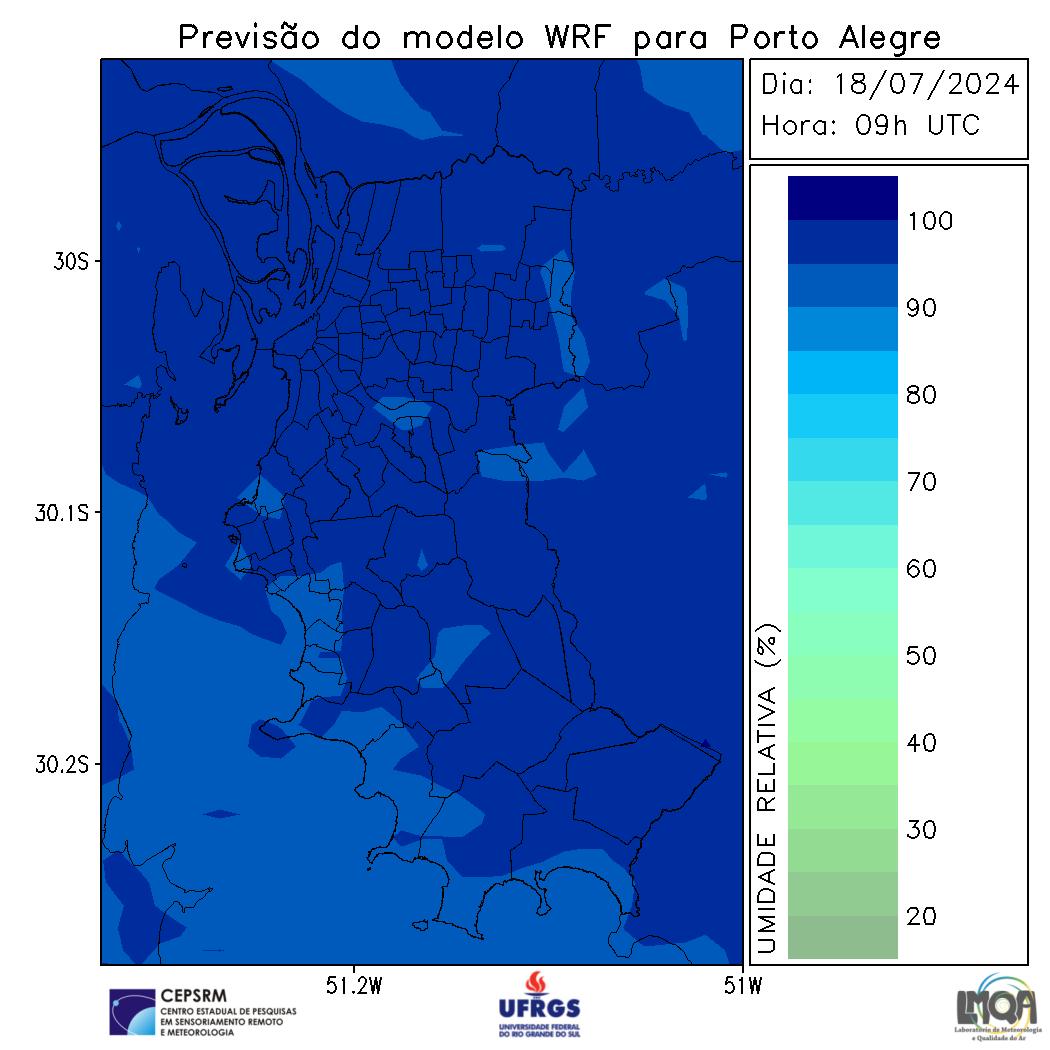 Previsão do modelo WRF para Porto Alegre
Dia: 18/07/2024
Hora: 09h UTC
100
90
80
70
60
50
40
30
20
UMIDADE RELATIVA (%)
30S
30.1S
30.2S
51.2W
51W
CEPSRM
CENTRO ESTADUAL DE PESQUISAS
EM SENSORIAMENTO REMOTO
E METEOROLOGIA
UFRGS
UNIVERSIDADE FEDERAL
DO RIO GRANDE DO SUL
LMQA
Laboratório de Meteorologia
e Qualidade do Ar